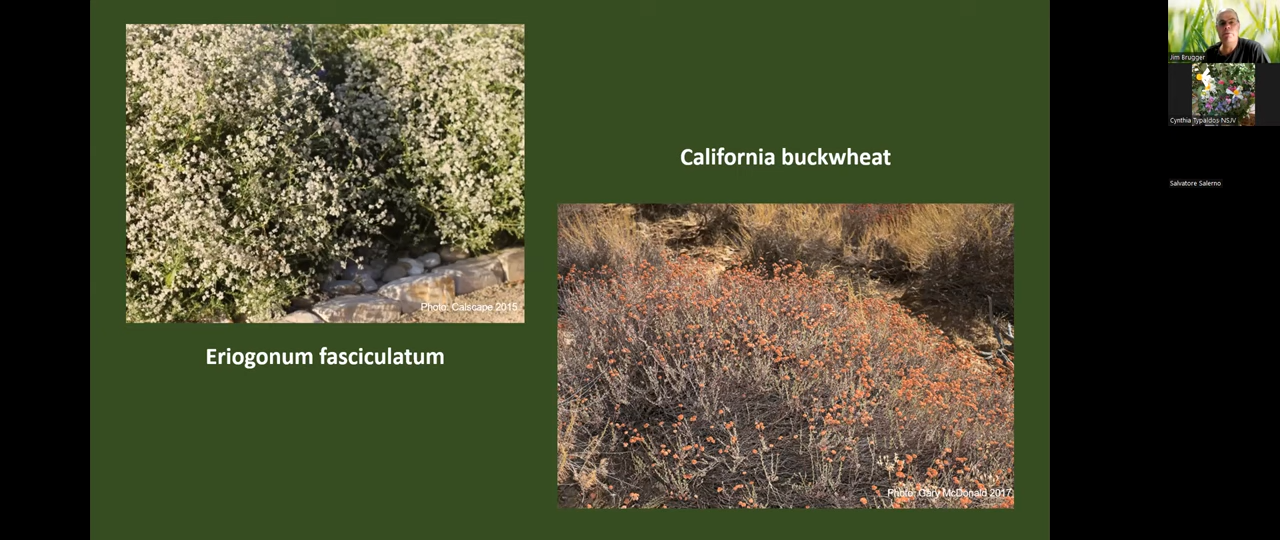 Photo: Calscape 2015
Eriogonum fasciculatum
California buckwheat
Photo: Gary McDonald 2017
Jim Brugger
Cynthia Typaldos NSJV
Salvatore Salerno